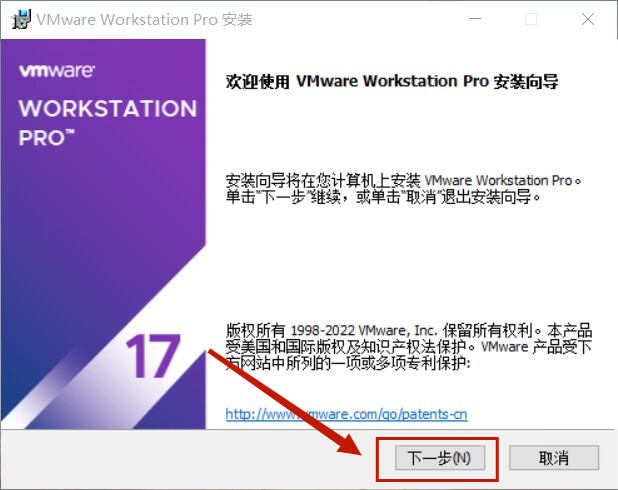 VMware Workstation Pro 安装
vmware®
WORKSTATION
PRO™
17
欢迎使用 VMware Workstation Pro 安装向导
安装向导将在您计算机上安装 VMware Workstation Pro。
单击“下一步”继续，或单击“取消”退出安装向导。
版权所有 1998-2022 VMware, Inc. 保留所有权利。本产品
受美国和国际版权及知识产权法保护。VMware 产品受下
方网站中所列的一项或多项专利保护:
http://www.vmware.com/go/patents-cn
下一步(N)
取消